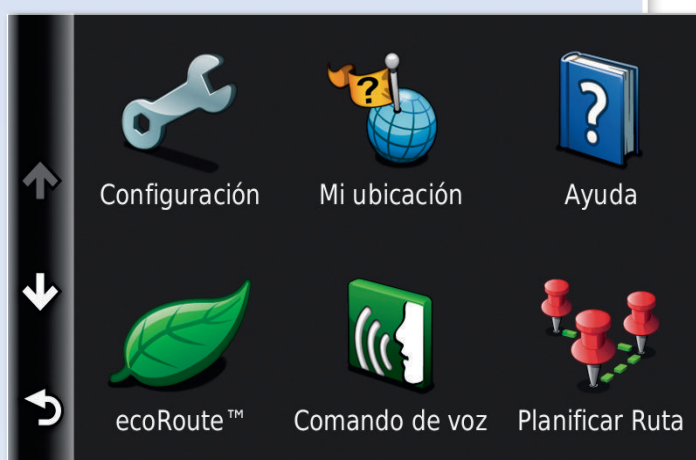 ?
?
Configuración
Mi ubicación
Ayuda
ecoRoute™
Comando de voz
Planificar Ruta